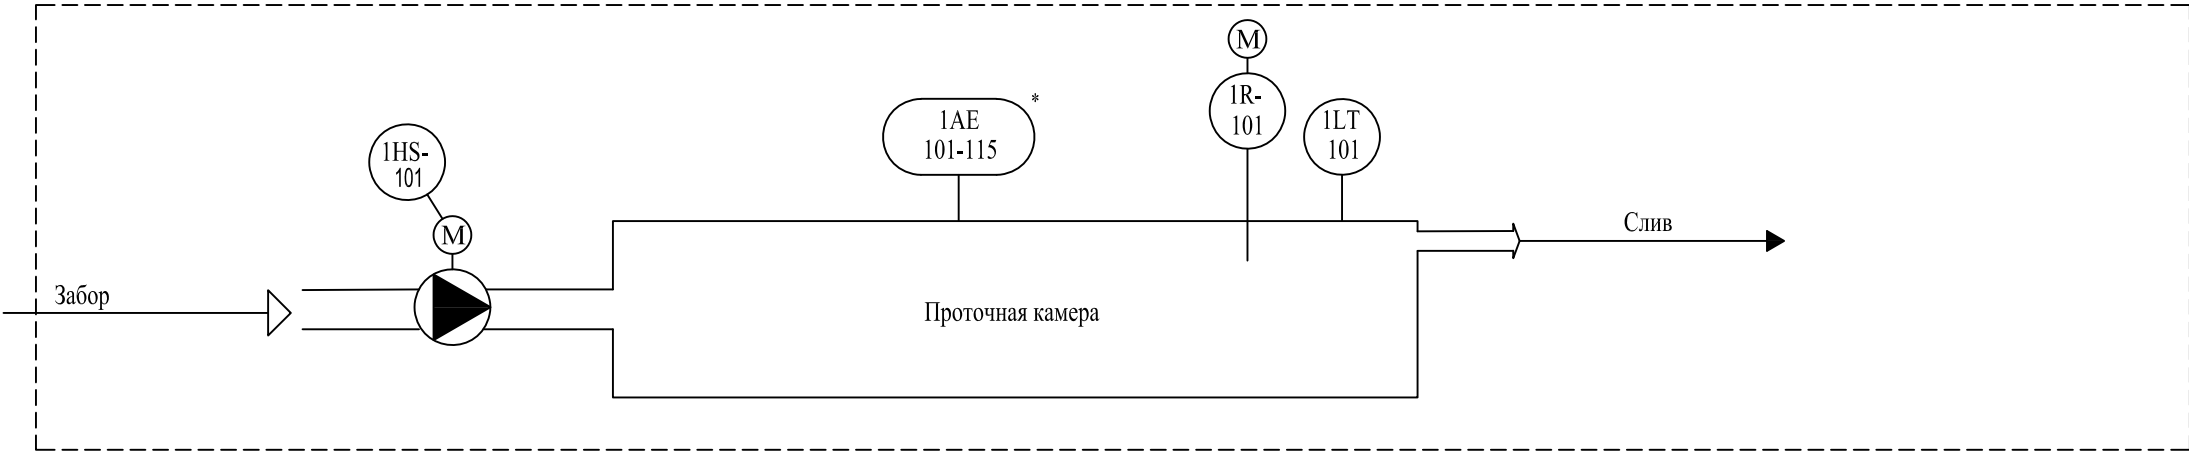 M
1R-
101
*
1AE
101-115
1LT
101
1HS-
101
M
Слив
Забор
Проточная камера